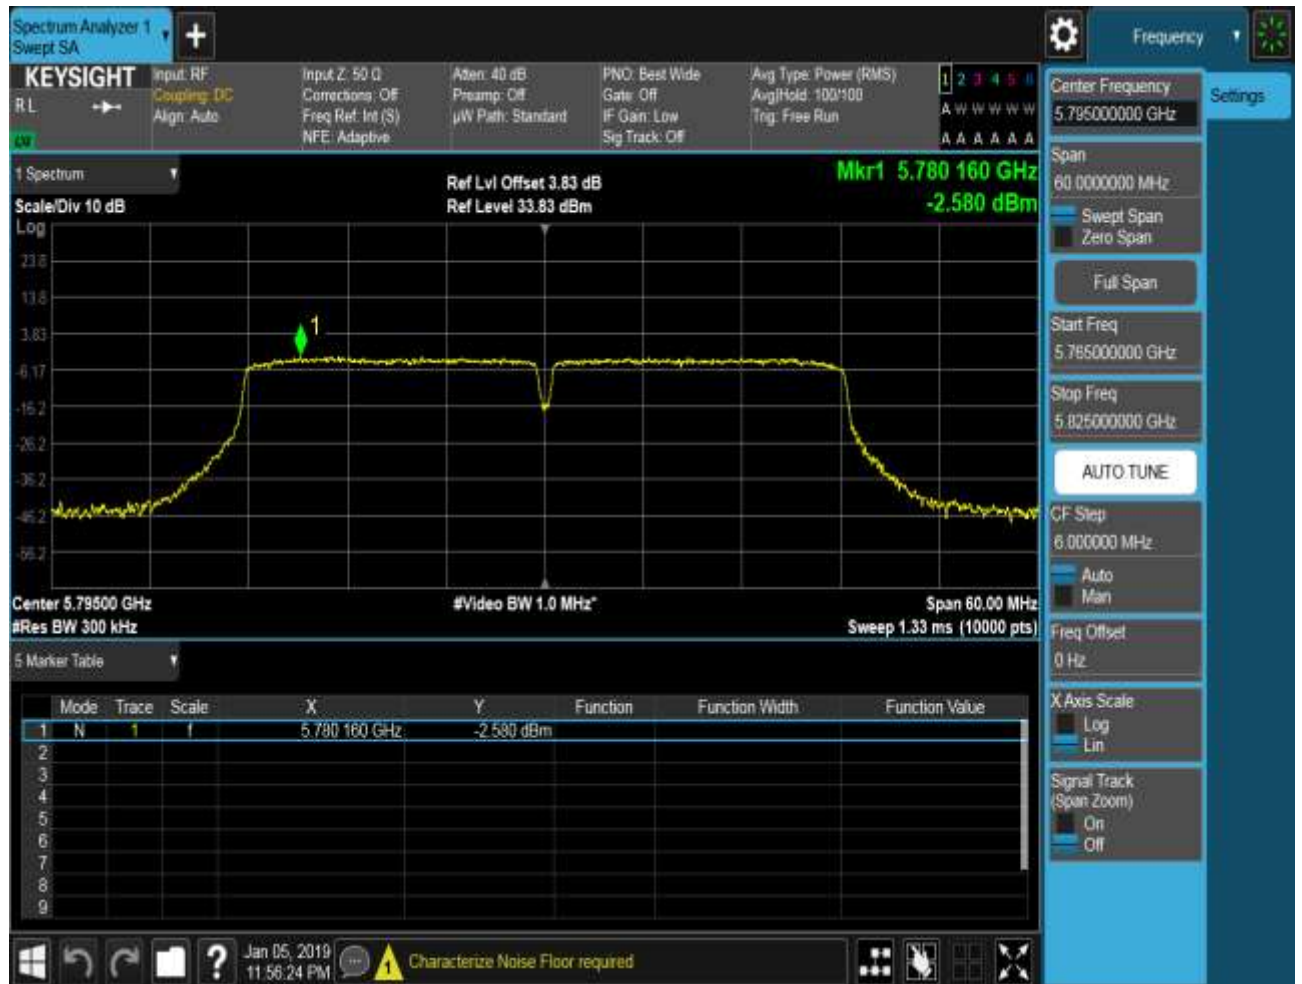 Spectrum Analyzer 1
Swept SA
Frequency
KEYSIGHT
RL
Input: RF
Coupling: DC
Align: Auto
Input Z: 50 Ω
Corrections: Off
Freq Ref: Int (S)
NFE: Adaptive
Atten: 40 dB
Preamp: Off
µW Path: Standard
PNO: Best Wide
Gate: Off
IF Gain: Low
Sig Track: Off
Avg Type: Power (RMS)
Avg|Hold: 100/100
Trig: Free Run
1 2 3 4 5 6
A W W W W W
A A A A A A
1 Spectrum
Scale/Div 10 dB
Ref Lvl Offset 3.83 dB
Ref Level 33.83 dBm
Mkr1 5.780 160 GHz
-2.580 dBm
Log
23.8
13.8
3.83
-6.17
-16.2
-26.2
-36.2
-46.2
-56.2
1
Center 5.79500 GHz
#Res BW 300 kHz
#Video BW 1.0 MHz*
Span 60.00 MHz
Sweep 1.33 ms (10000 pts)
5 Marker Table
Mode Trace Scale X Y Function Function Width Function Value
1 N 1 f 5.780 160 GHz -2.580 dBm
2
3
4
5
6
7
8
9
Jan 05, 2019
11:56:24 PM
1
Characterize Noise Floor required
Settings
Center Frequency
5.795000000 GHz
Span
60.0000000 MHz
Swept Span
Zero Span
Full Span
Start Freq
5.765000000 GHz
Stop Freq
5.825000000 GHz
AUTO TUNE
CF Step
6.000000 MHz
Auto
Man
Freq Offset
0 Hz
X Axis Scale
Log
Lin
Signal Track
(Span Zoom)
On
Off